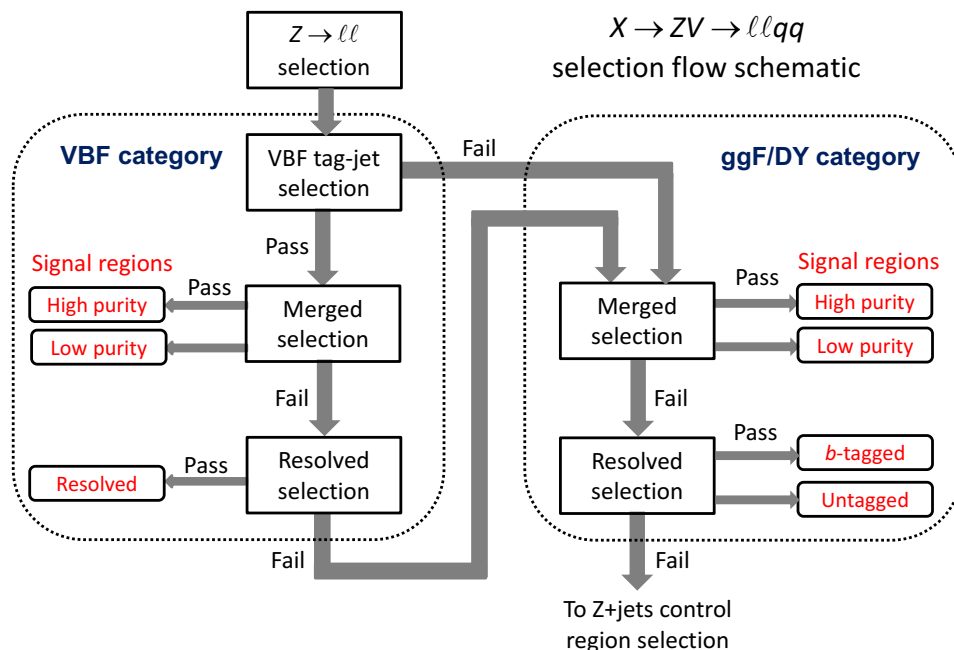 Z → ℓℓ
selection
X → ZV → ℓℓqq
selection flow schematic
VBF category
VBF tag-jet
selection
Fail
ggF/DY category
Pass
Signal regions
Pass
High purity
Low purity
Merged
selection
Merged
selection
Pass
Signal regions
High purity
Low purity
Fail
Fail
Pass
Resolved
Resolved
selection
Resolved
selection
Pass
b-tagged
Untagged
Fail
Fail
To Z+jets control
region selection